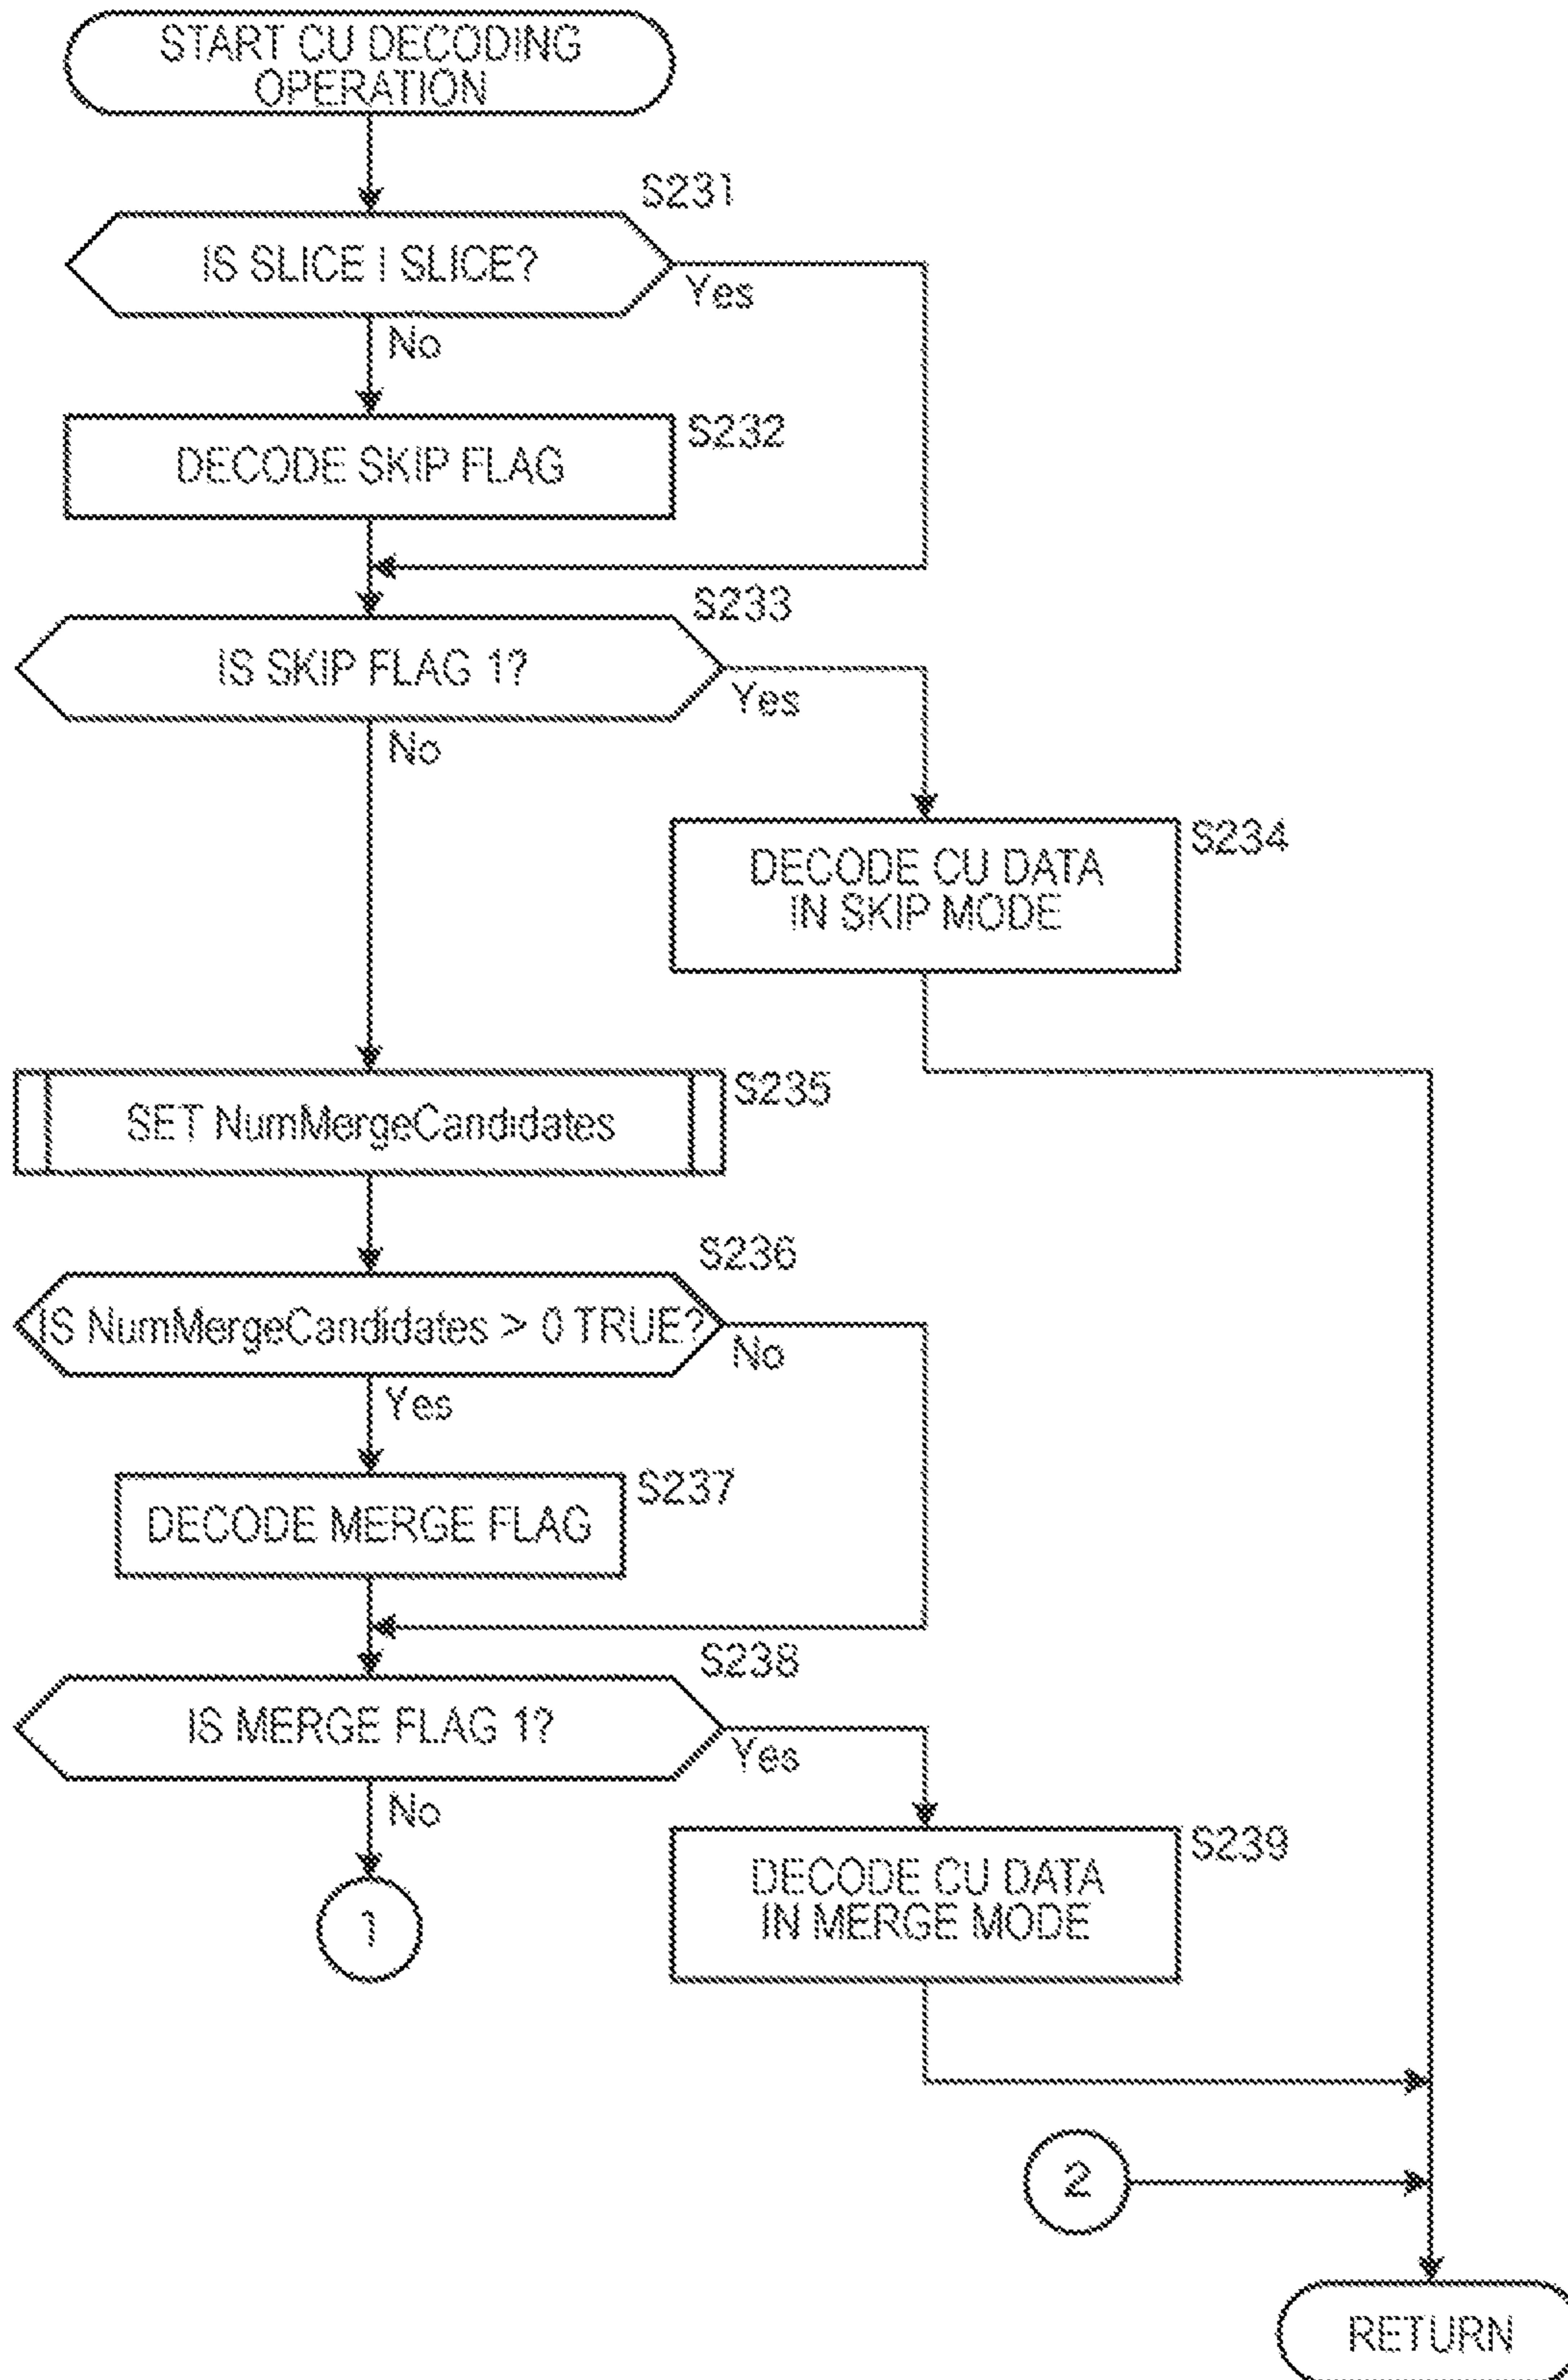 START CU DECODING
OPERATION
S231
IS SLICE I SLICE?
Yes
No
S232
DECODE SKIP FLAG
S233
IS SKIP FLAG 1?
Yes
No
S234
DECODE CU DATA
IN SKIP MODE
S235
SET NumMergeCandidates
S236
IS NumMergeCandidates > 0 TRUE?
No
Yes
S237
DECODE MERGE FLAG
S238
IS MERGE FLAG 1?
Yes
No
S239
DECODE CU DATA
IN MERGE MODE
1
2
RETURN